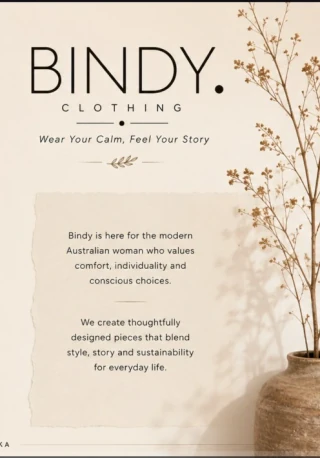 BINDY.
CLOTHING
Wear Your Calm, Feel Your Story
Bindy is here for the modern
Australian woman who values
comfort, individuality and
conscious choices.
We create thoughtfully
designed pieces that blend
style, story and sustainability
for everyday life.
KA